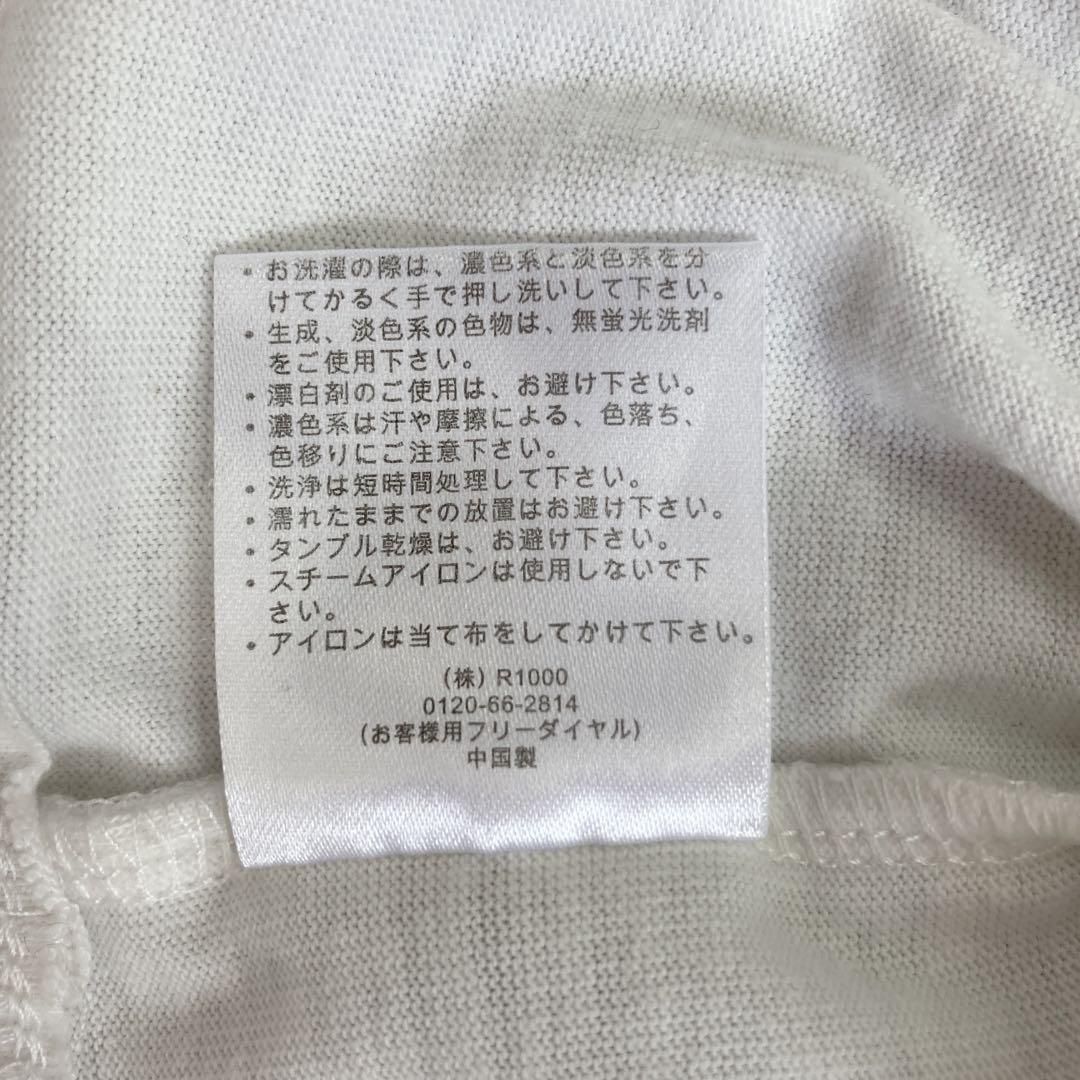 ・お洗濯の際は、濃色系と淡色系を分
けてかるく手で押し洗いして下さい。
・生成、淡色系の色物は、無蛍光洗剤
をご使用下さい。
・漂白剤のご使用は、お避け下さい。
・濃色系は汗や摩擦による、色落ち、
色移りにご注意下さい。
・洗浄は短時間処理して下さい。
・濡れたままでの放置はお避け下さい。
・タンブル乾燥は、お避け下さい。
・スチームアイロンは使用しないで下
さい。
・アイロンは当て布をしてかけて下さい。
(株) R1000
0120-66-2814
(お客様用フリーダイヤル)
中国製